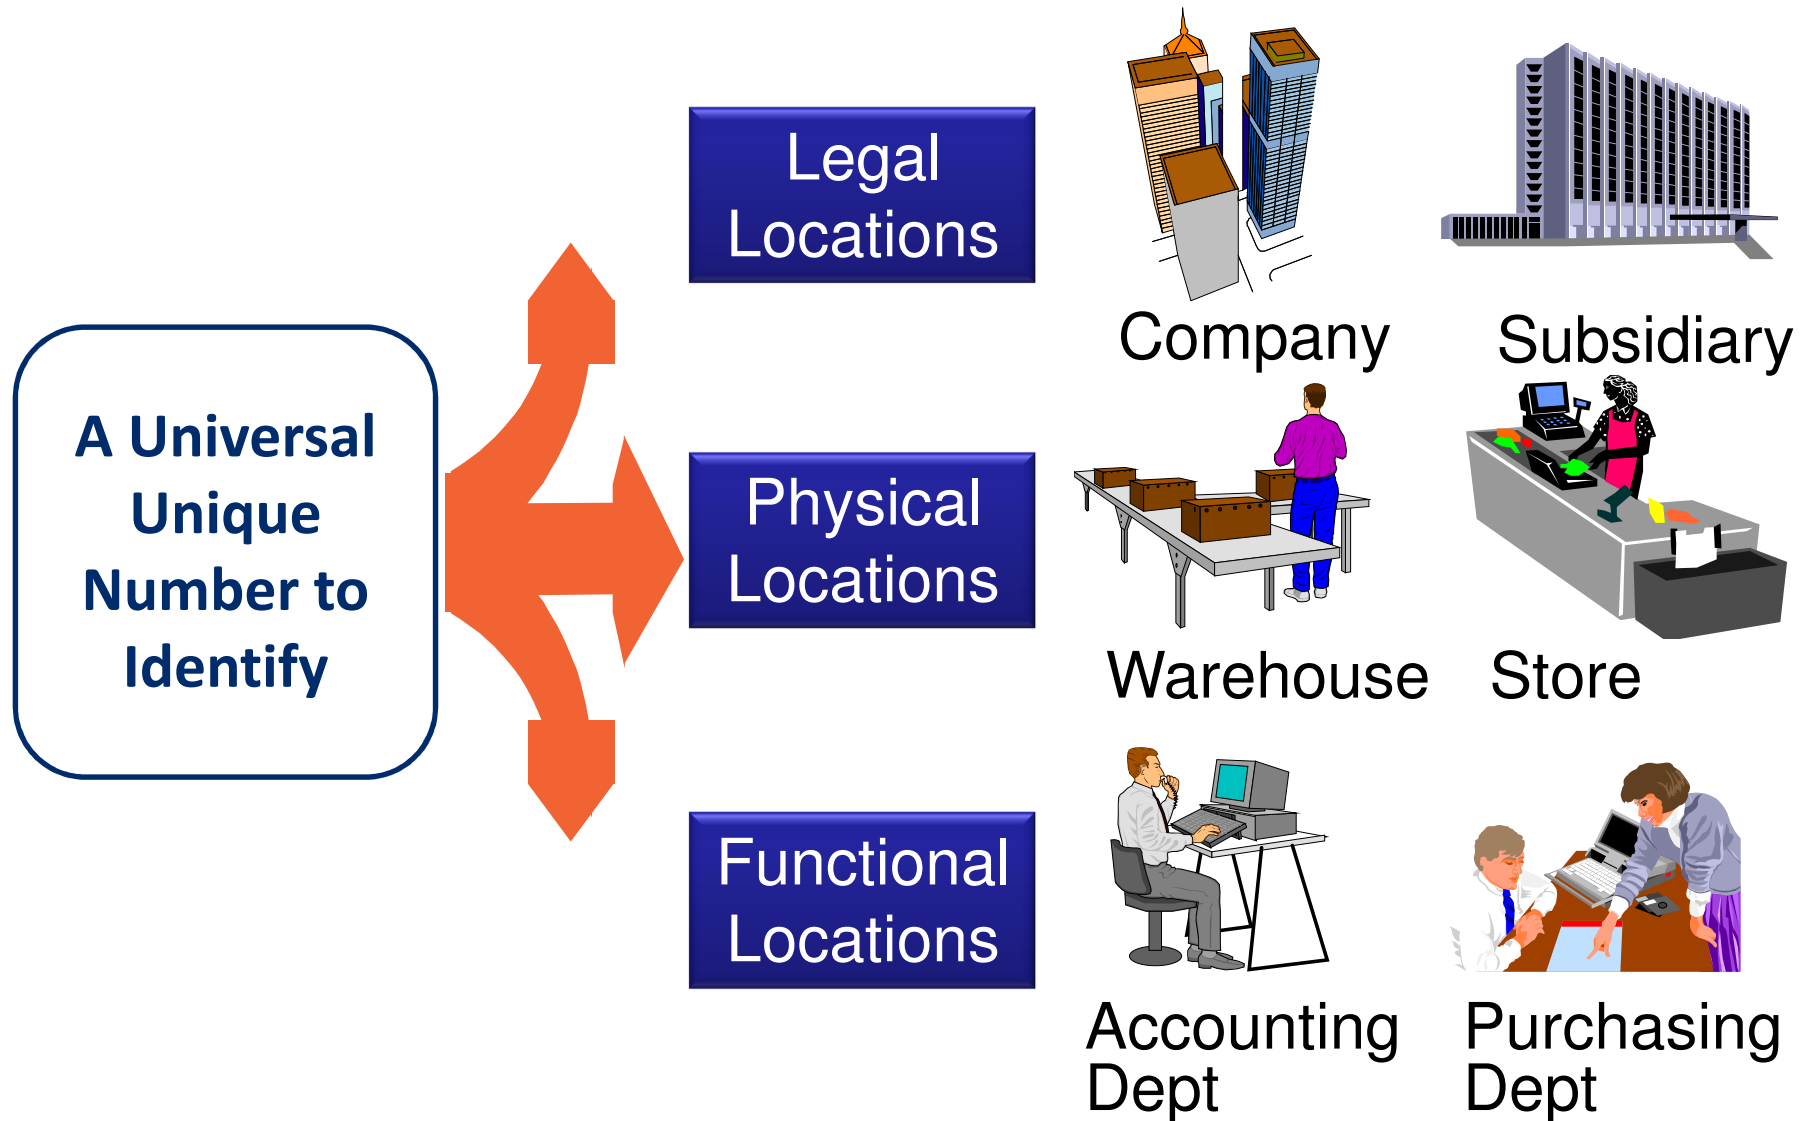 A Universal
Unique
Number to
Identify
Legal
Locations
Company
Subsidiary
Physical
Locations
Warehouse
Store
Functional
Locations
Accounting
Dept
Purchasing
Dept